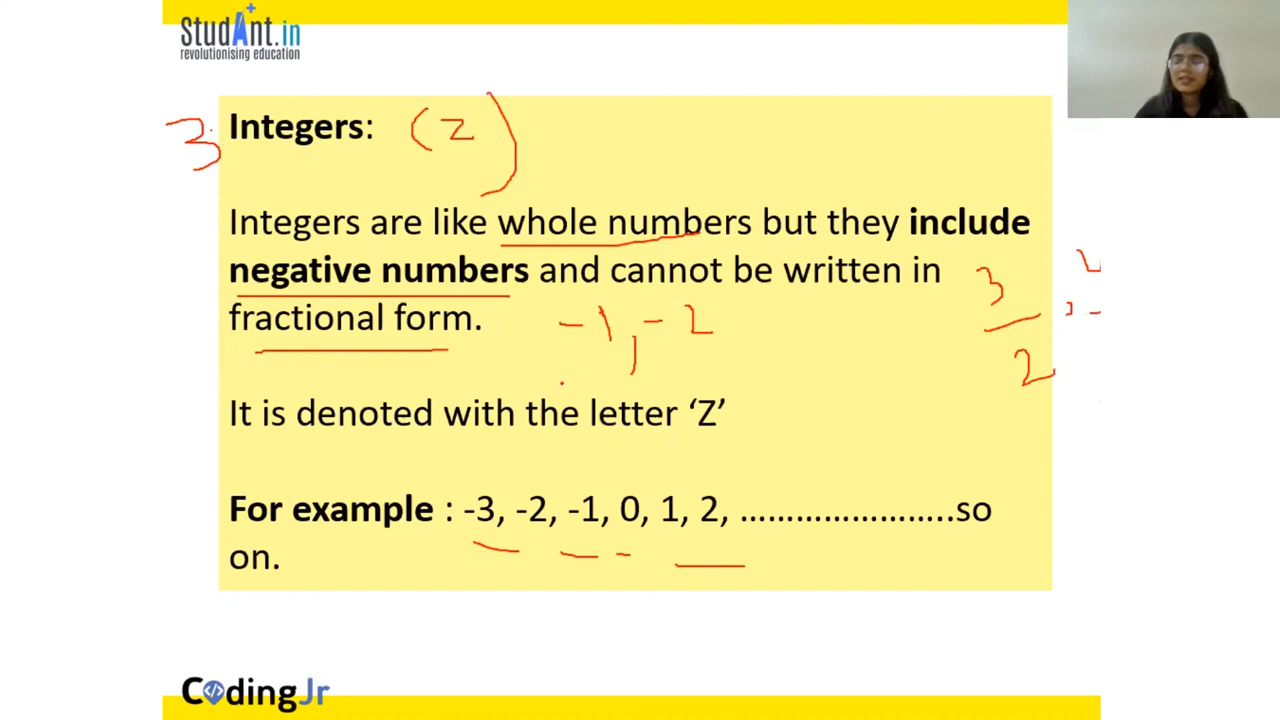 StudAnt.in
revolutionising education
3 Integers: (Z)
Integers are like whole numbers but they include
negative numbers and cannot be written in
fractional form.
-1, -2
3/2
It is denoted with the letter ‘Z’
For example : -3, -2, -1, 0, 1, 2, …………………..so
on.
CodingJr